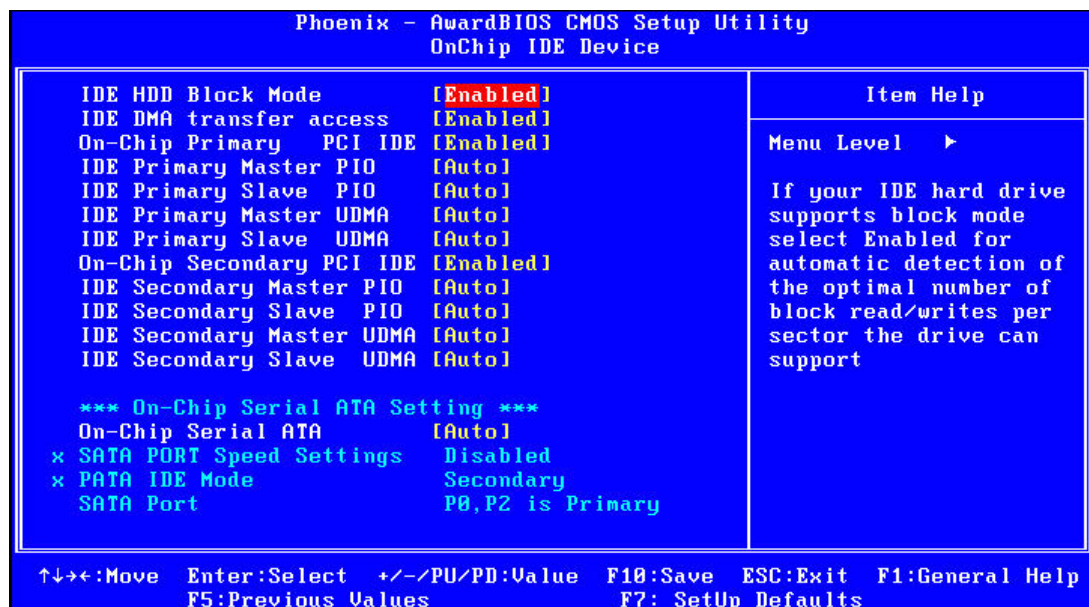 Phoenix - AwardBIOS CMOS Setup Utility
OnChip IDE Device
IDE HDD Block Mode [Enabled]
IDE DMA transfer access [Enabled]
On-Chip Primary PCI IDE [Enabled]
IDE Primary Master PIO [Auto]
IDE Primary Slave PIO [Auto]
IDE Primary Master UDMA [Auto]
IDE Primary Slave UDMA [Auto]
On-Chip Secondary PCI IDE [Enabled]
IDE Secondary Master PIO [Auto]
IDE Secondary Slave PIO [Auto]
IDE Secondary Master UDMA [Auto]
IDE Secondary Slave UDMA [Auto]
*** On-Chip Serial ATA Setting ***
On-Chip Serial ATA [Auto]
x SATA PORT Speed Settings Disabled
x PATA IDE Mode Secondary
SATA Port P0,P2 is Primary
Item Help
Menu Level ►
If your IDE hard drive
supports block mode
select Enabled for
automatic detection of
the optimal number of
block read/writes per
sector the drive can
support
↑↓→←:Move Enter:Select +/-/PU/PD:Value F10:Save ESC:Exit F1:General Help
F5:Previous Values F7: SetUp Defaults